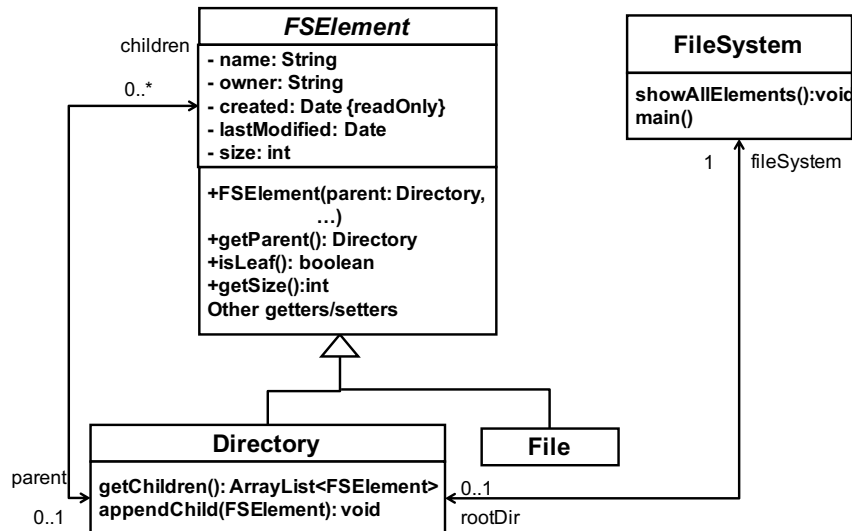 FSElement
- name: String
- owner: String
- created: Date {readOnly}
- lastModified: Date
- size: int
+FSElement(parent: Directory,
...)
+getParent(): Directory
+isLeaf(): boolean
+getSize():int
Other getters/setters
children
0..*
FileSystem
showAllElements():void
main()
1
fileSystem
Directory
getChildren(): ArrayList<FSElement>
appendChild(FSElement): void
File
parent
0..1
0..1
rootDir